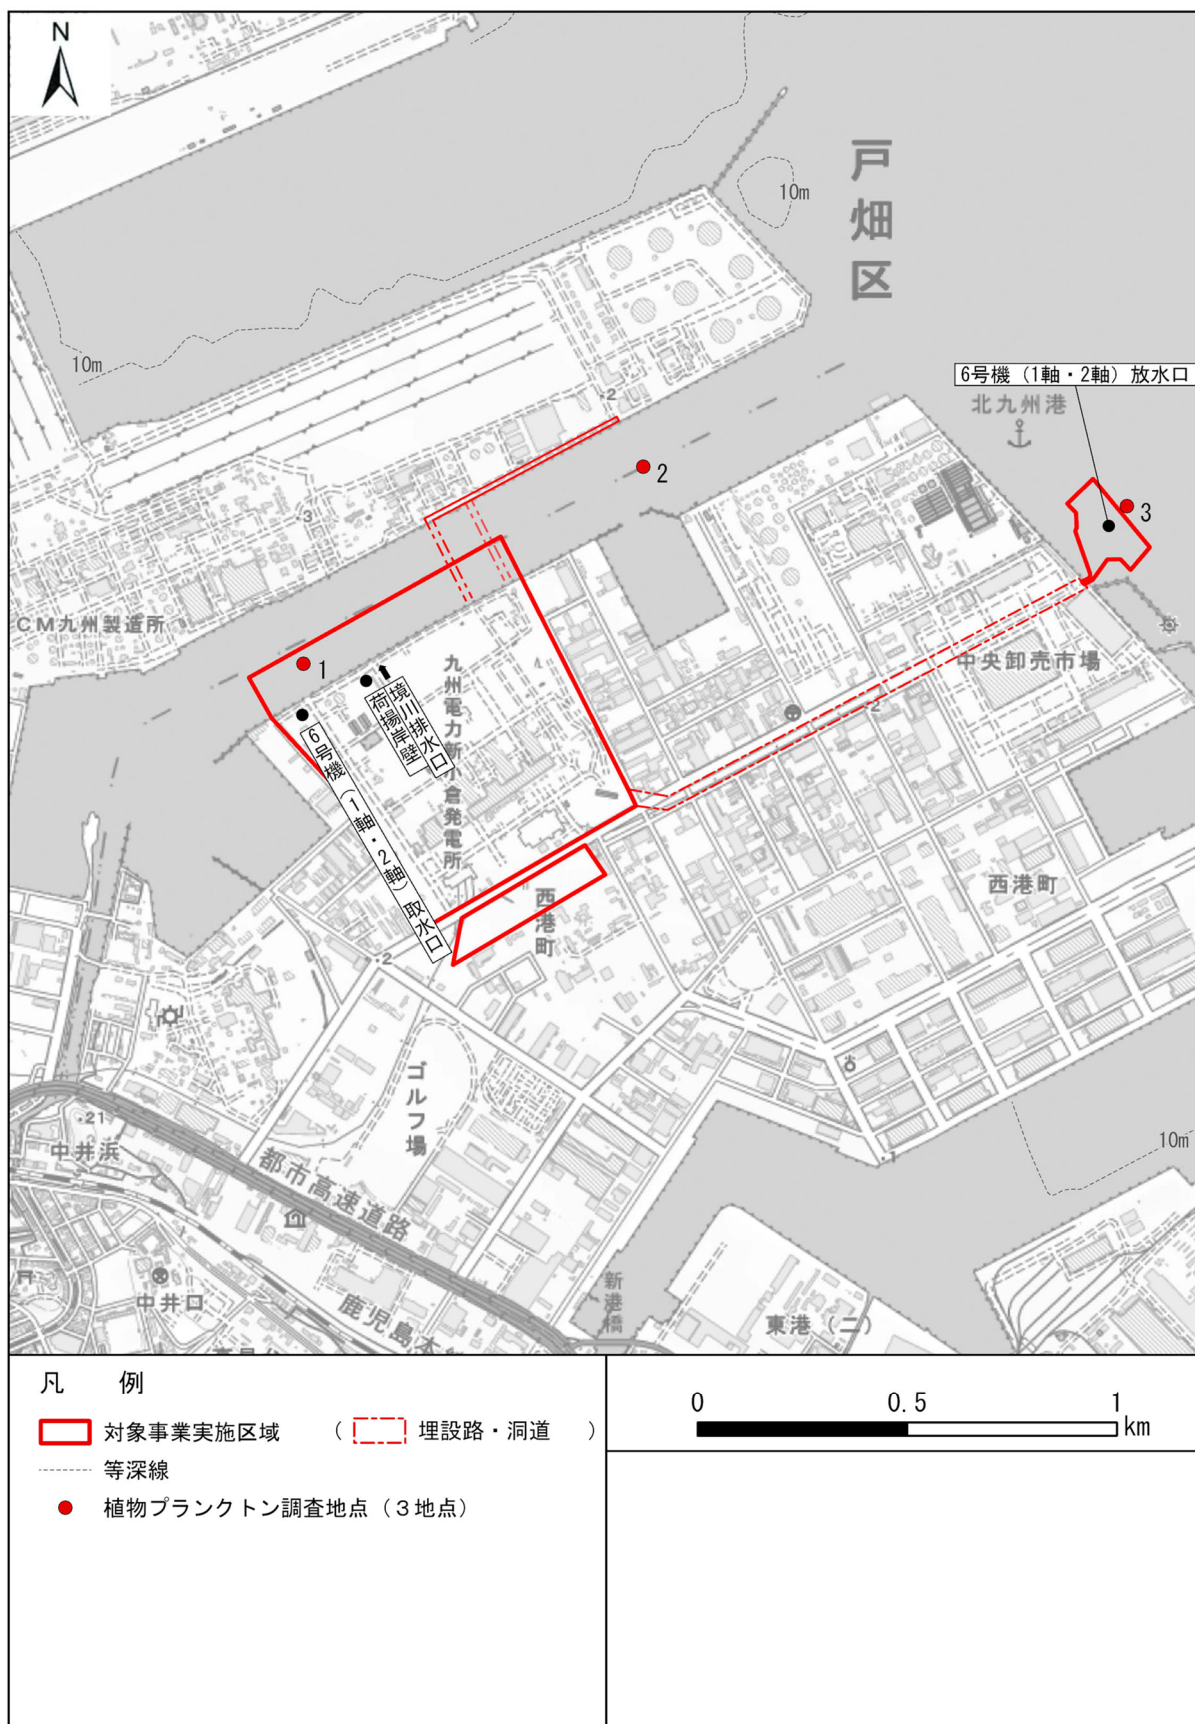 N
戸畑区
10m
10m
6号機（1軸・2軸）放水口
北九州港
2
2
3
3
CM九州製造所
1
境川排水口
荷揚岸壁
九州電力新小倉発電所
中央卸売市場
2
6号機（1軸・2軸）取水口
西港町
西港町
2
ゴルフ場
21
中井浜
都市高速道路
1
10m
中井口
鹿児島本
新港橋
東港（二）
凡 例
対象事業実施区域 （ 埋設路・洞道 ）
等深線
植物プランクトン調査地点（３地点）
0 0.5 1
km